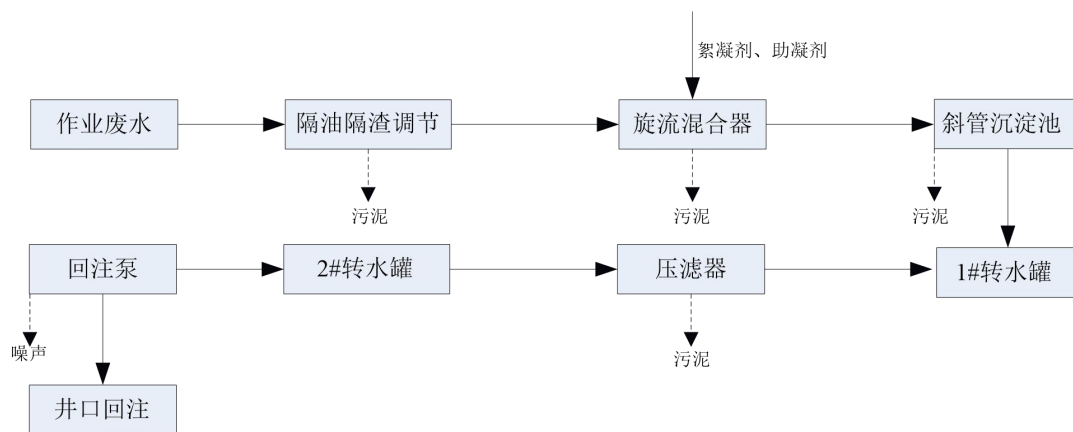 絮凝剂、助凝剂
作业废水
隔油隔渣调节
旋流混合器
斜管沉淀池
污泥
污泥
污泥
回注泵
2#转水罐
压滤器
1#转水罐
噪声
污泥
井口回注